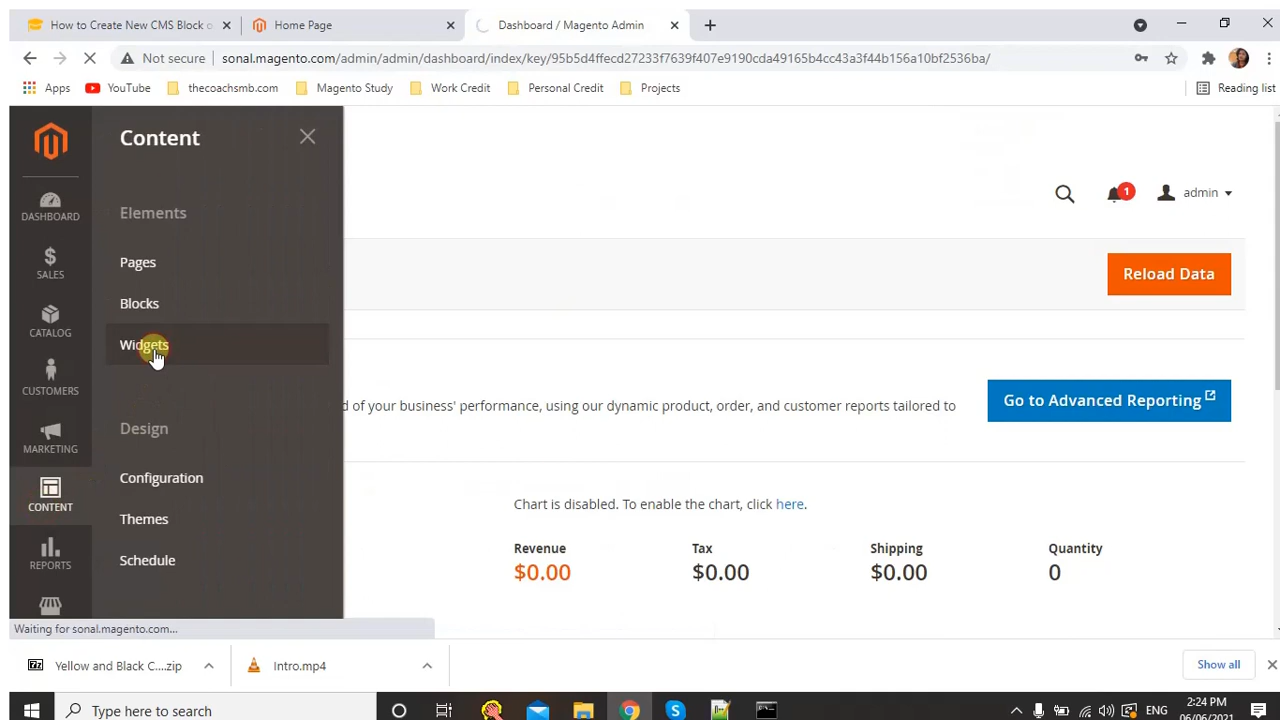 How to Create New CMS Block o
Home Page
Dashboard / Magento Admin
Not secure
sonal.magento.com/admin/admin/dashboard/index/key/95b5d4ffecd27233f7639f407e9190cda49165b4cc43a3f44b156a10bf2536ba/
Apps
YouTube
thecoachsmb.com
Magento Study
Work Credit
Personal Credit
Projects
Reading list
Content
Elements
Pages
Blocks
Widgets
Design
Configuration
Themes
Schedule
DASHBOARD
SALES
CATALOG
CUSTOMERS
MARKETING
CONTENT
REPORTS
1
admin
Reload Data
d of your business' performance, using our dynamic product, order, and customer reports tailored to
Go to Advanced Reporting
Chart is disabled. To enable the chart, click here.
Revenue
$0.00
Tax
$0.00
Shipping
$0.00
Quantity
0
Waiting for sonal.magento.com...
Yellow and Black C....zip
Intro.mp4
Show all
Type here to search
ENG
2:24 PM
06/06/2021